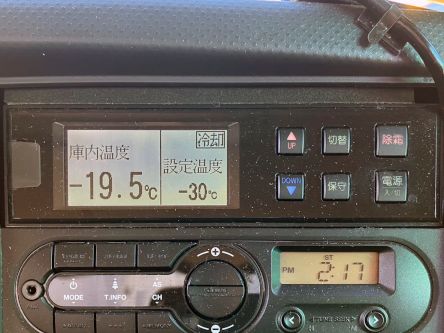 冷却
庫内温度
-19.5℃
設定温度
-30℃
UP
切替
除霜
DOWN
保守
電源
入/切
MODE
T.INFO
AS
CH
ST
PM 2:17